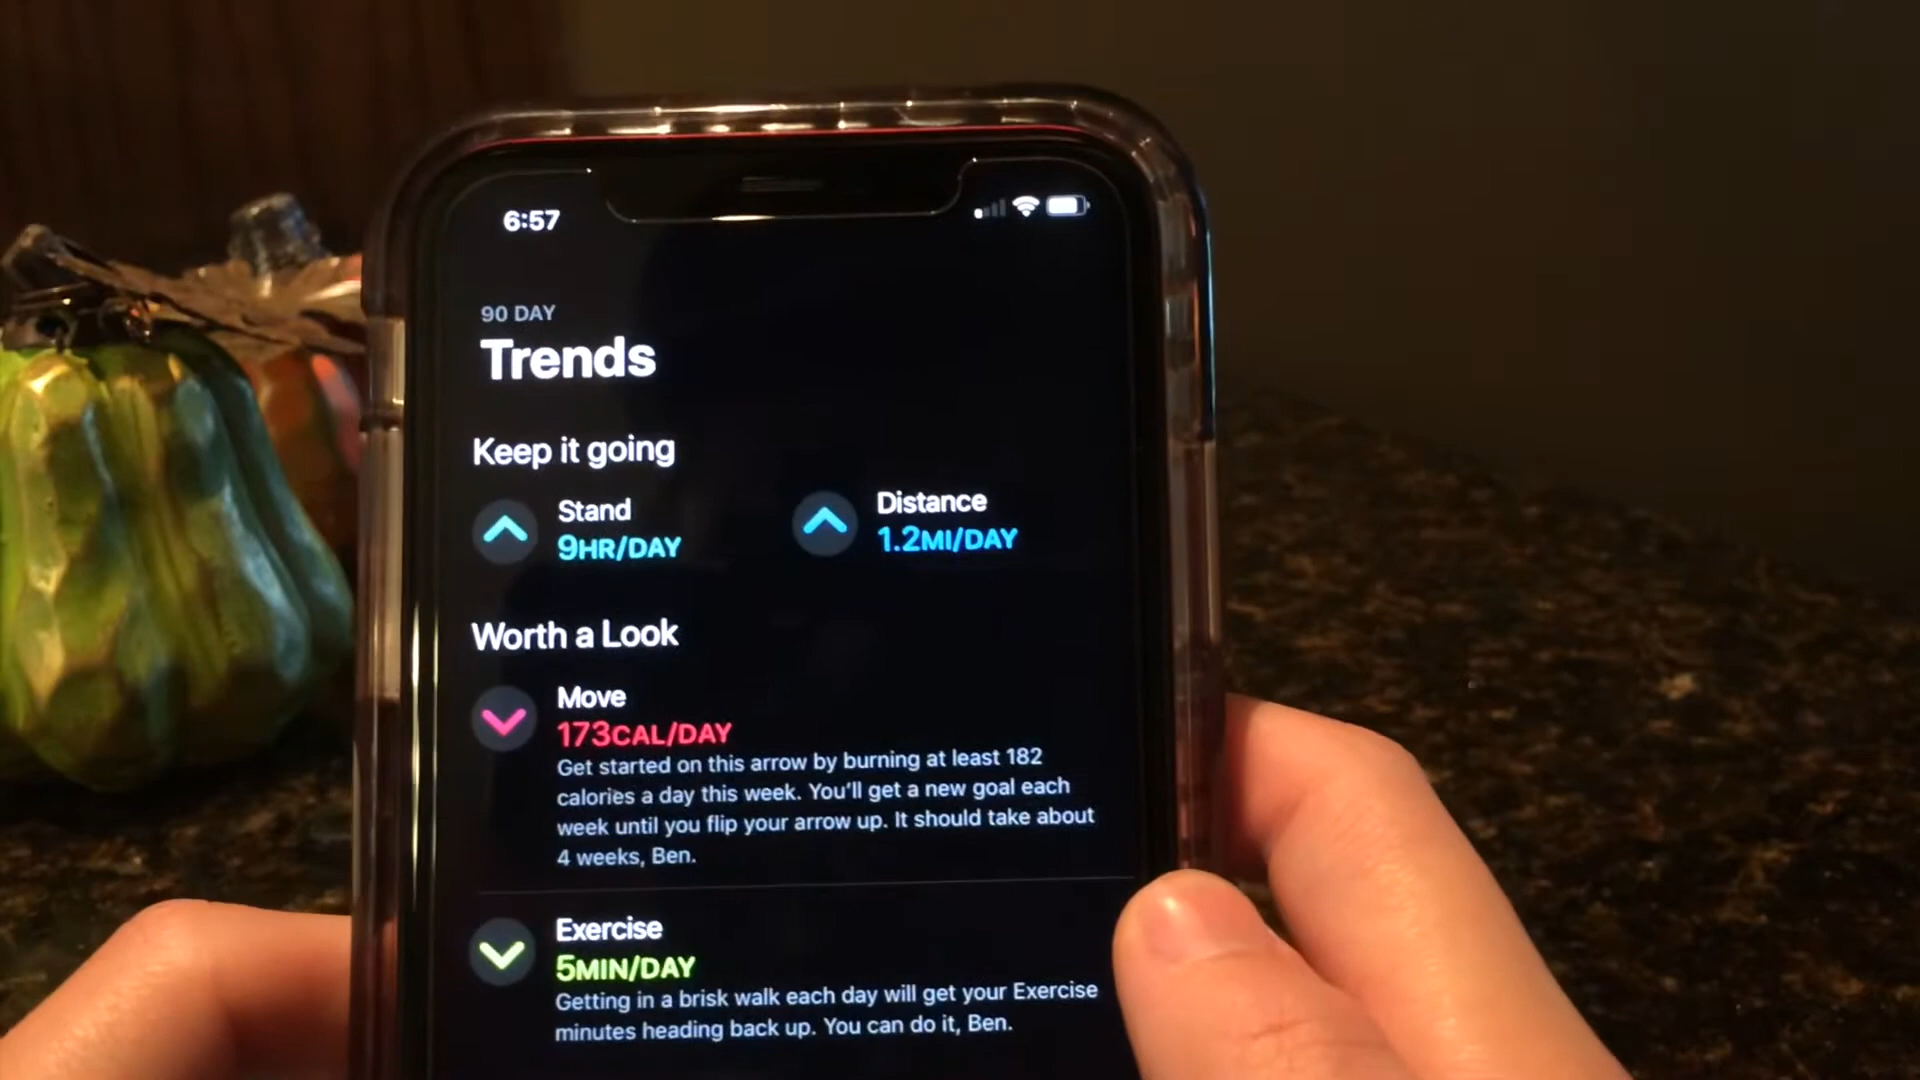 6:57
90 DAY
Trends
Keep it going
Stand
9HR/DAY
Distance
1.2MI/DAY
Worth a Look
Move
173CAL/DAY
Get started on this arrow by burning at least 182
calories a day this week. You'll get a new goal each
week until you flip your arrow up. It should take about
4 weeks, Ben.
Exercise
5MIN/DAY
Getting in a brisk walk each day will get your Exercise
minutes heading back up. You can do it, Ben.